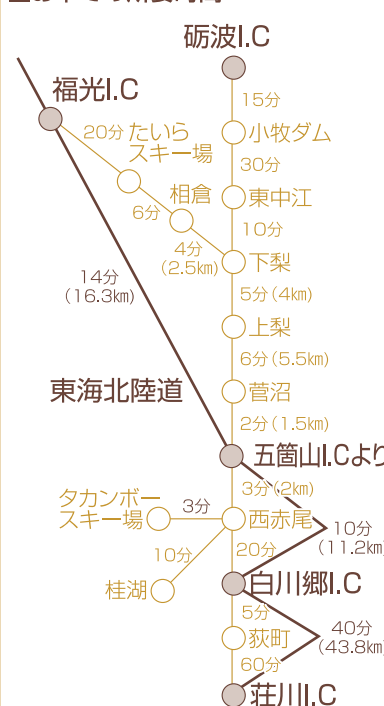 砺波I.C
福光I.C
15分
20分
たいら
スキー場
小牧ダム
30分
相倉
6分
東中江
10分
4分
(2.5km)
下梨
14分
(16.3km)
5分(4km)
上梨
6分(5.5km)
東海北陸道
菅沼
2分(1.5km)
五箇山I.Cより
3分(2km)
タカンボー
スキー場
3分
西赤尾
10分
(11.2km)
10分
20分
桂湖
白川郷I.C
5分
荻町
40分
(43.8km)
60分
荘川I.C